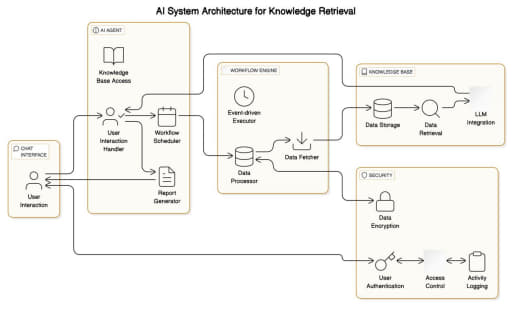 AI System Architecture for Knowledge Retrieval
AI AGENT
Knowledge
Base Access
User
Interaction
Handler
Workflow
Scheduler
Report
Generator
WORKFLOW ENGINE
Event-driven
Executor
Data
Processor
Data Fetcher
KNOWLEDGE BASE
Data Storage
Data
Retrieval
LLM
Integration
CHAT
INTERFACE
User
Interaction
SECURITY
Data
Encryption
User
Authentication
Access
Control
Activity
Logging